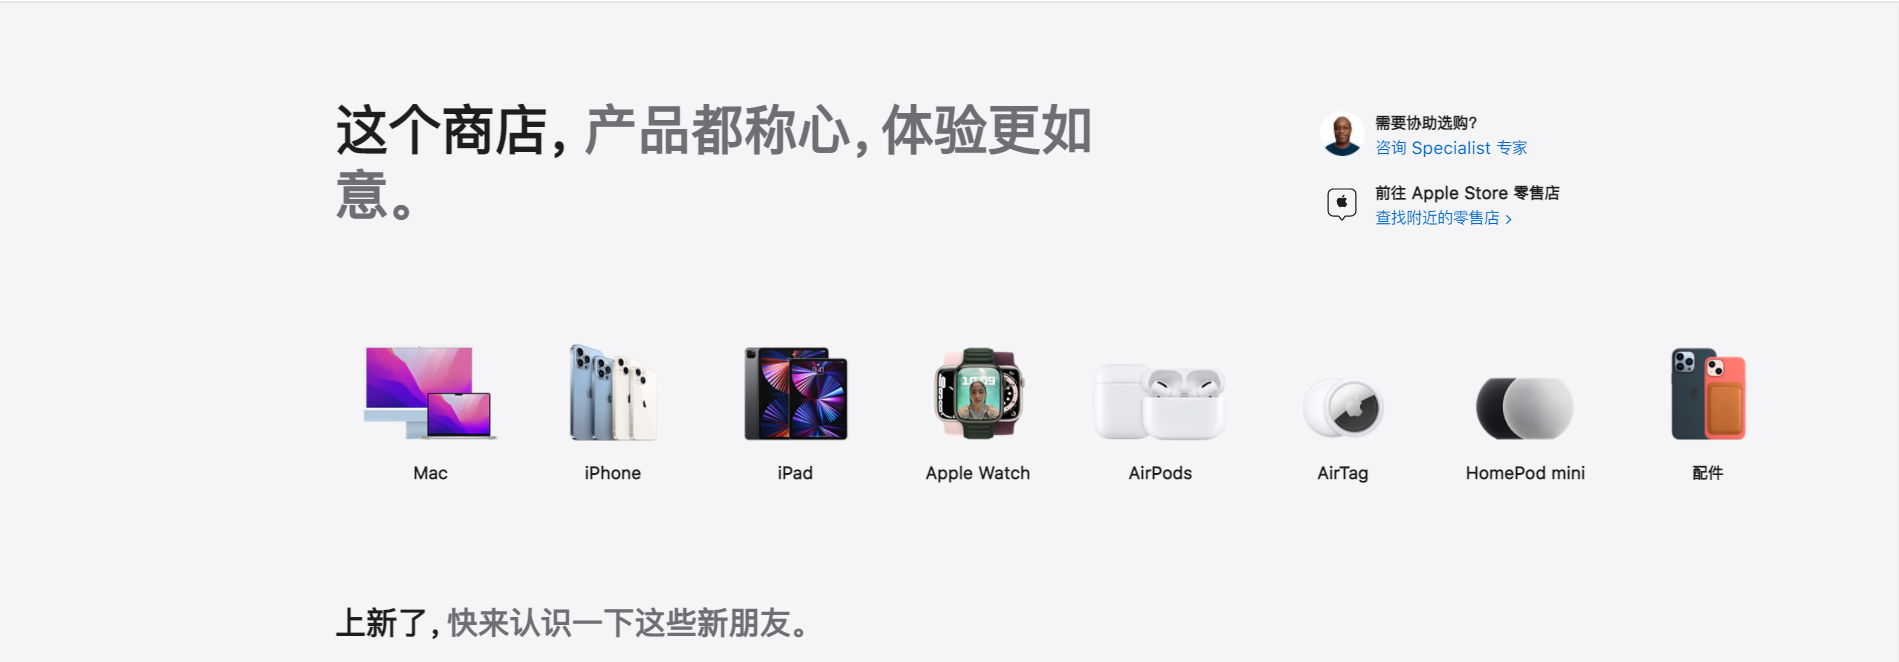 这个商店，产品都称心，体验更如
意。
需要协助选购？
咨询 Specialist 专家
前往 Apple Store 零售店
查找附近的零售店 >
10:09
Mac
iPhone
iPad
Apple Watch
AirPods
AirTag
HomePod mini
配件
上新了，快来认识一下这些新朋友。